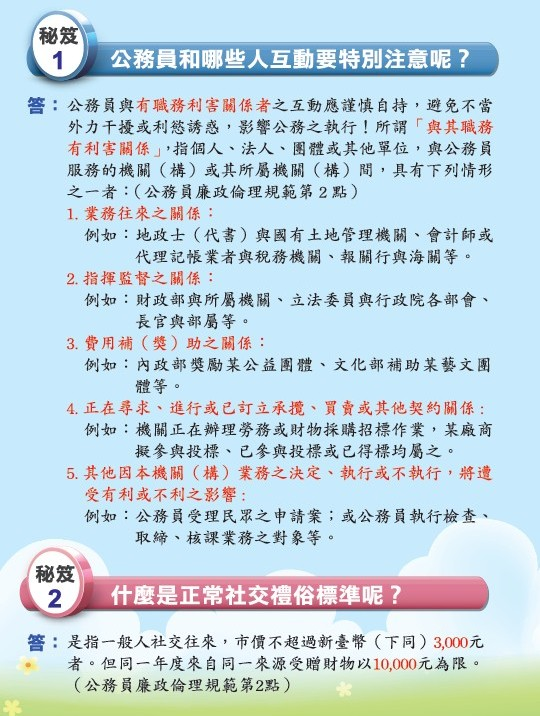 秘笈
1
公務員和哪些人互動要特別注意呢？
答：公務員與有職務利害關係者之互動應謹慎自持，避免不當
外力干擾或利慾誘惑，影響公務之執行！所謂「與其職務
有利害關係」，指個人、法人、團體或其他單位，與公務員
服務的機關（構）或其所屬機關（構）間，具有下列情形
之一者：（公務員廉政倫理規範第 2 點）
1. 業務往來之關係：
例如：地政士（代書）與國有土地管理機關、會計師或
代理記帳業者與稅務機關、報關行與海關等。
2. 指揮監督之關係：
例如：財政部與所屬機關、立法委員與行政院各部會、
長官與部屬等。
3. 費用補（獎）助之關係：
例如：內政部獎勵某公益團體、文化部補助某藝文團
體等。
4. 正在尋求、進行或已訂立承攬、買賣或其他契約關係：
例如：機關正在辦理勞務或財物採購招標作業，某廠商
擬參與投標、已參與投標或已得標均屬之。
5. 其他因本機關（構）業務之決定、執行或不執行，將遭
受有利或不利之影響：
例如：公務員受理民眾之申請案；或公務員執行檢查、
取締、核課業務之對象等。
秘笈
2
什麼是正常社交禮俗標準呢？
答：是指一般人社交往來，市價不超過新臺幣（下同）3,000元
者。但同一年度來自同一來源受贈財物以10,000元為限。
（公務員廉政倫理規範第2點）